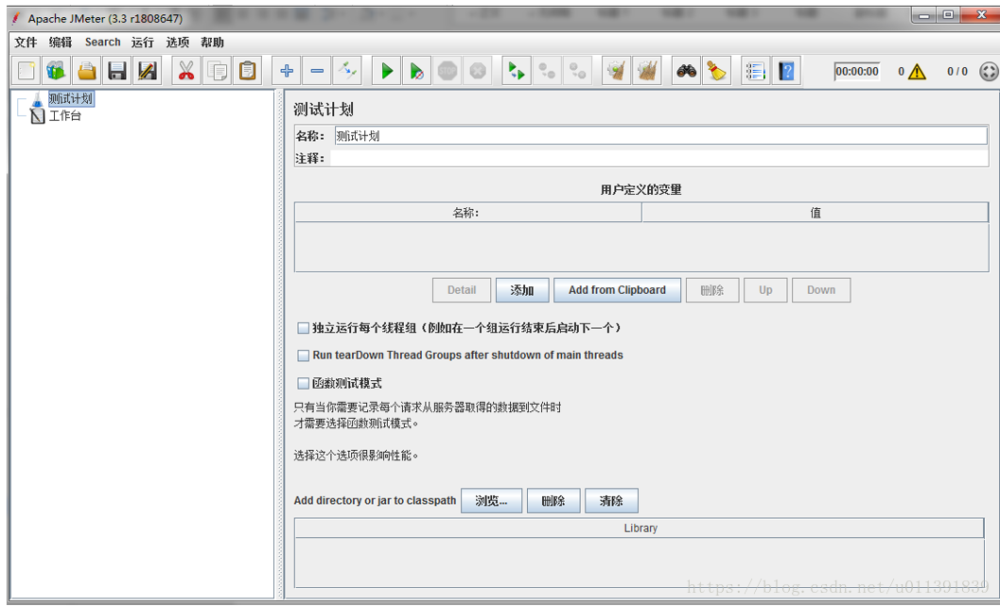 Apache JMeter (3.3 r1808647)
文件 编辑 Search 运行 选项 帮助
00:00:00 0 0 / 0
测试计划
工作台
测试计划
名称： 测试计划
注释：
用户定义的变量
名称: 值
Detail 添加 Add from Clipboard 删除 Up Down
独立运行每个线程组（例如在一个组运行结束后启动下一个）
Run tearDown Thread Groups after shutdown of main threads
函数测试模式
只有当你需要记录每个请求从服务器取得的数据到文件时
才需要选择函数测试模式。
选择这个选项很影响性能。
Add directory or jar to classpath 浏览... 删除 清除
Library
https://blog.csdn.net/u011391839